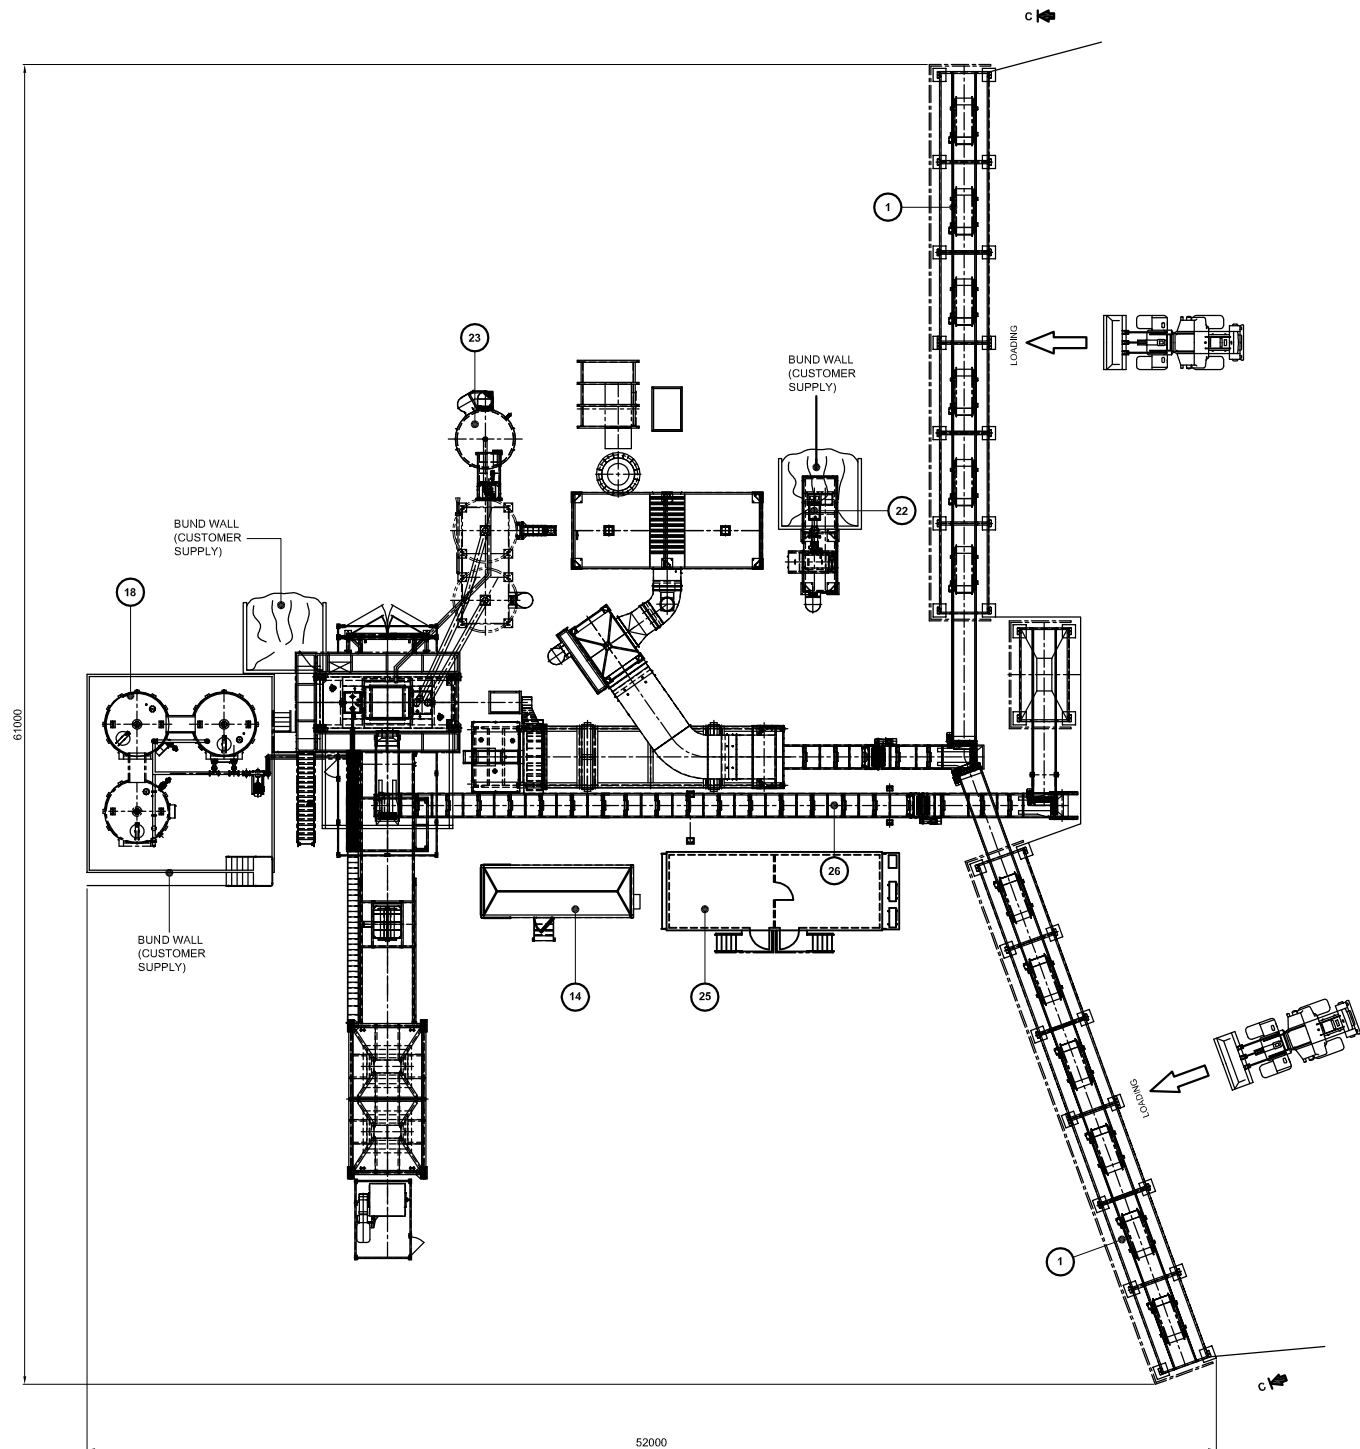 C
1
LOADING
23
BUND WALL
(CUSTOMER
SUPPLY)
22
BUND WALL
(CUSTOMER
SUPPLY)
18
61000
26
BUND WALL
(CUSTOMER
SUPPLY)
14
25
LOADING
1
C
52000